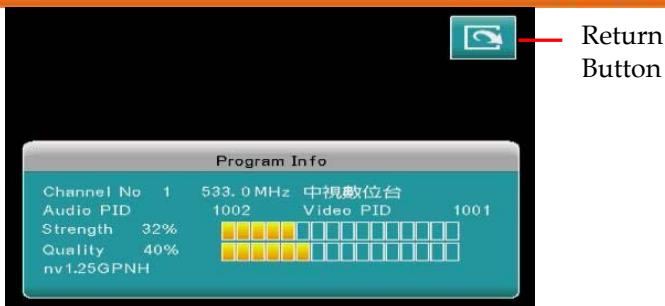 Return
Button
Program Info
Channel No 1 533.0MHz 中視數位台
Audio PID 1002 Video PID 1001
Strength 32%
Quality 40%
nv1.25GPNH